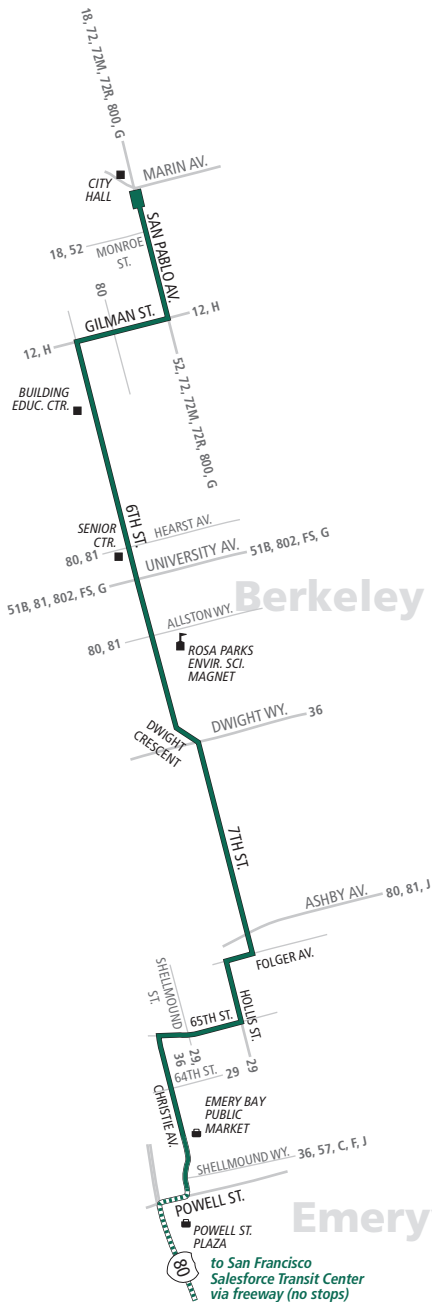 18, 72, 72M, 72R, 800, G
MARIN AV.
CITY
HALL
SAN PABLO AV.
18, 52
MONROE
ST.
80
GILMAN ST.
12, H
12, H
52, 72, 72M, 72R, 800, G
BUILDING
EDUC. CTR.
6TH ST.
SENIOR
CTR.
HEARST AV.
80, 81
UNIVERSITY AV.
51B, 802, FS, G
51B, 81, 802, FS, G
Berkeley
ALLSTON WY.
80, 81
ROSA PARKS
ENVIR. SCI.
MAGNET
DWIGHT WY.
36
DWIGHT
CRESCENT
7TH ST.
ASHBY AV.
80, 81, J
FOLGER AV.
SHELLMOUND
ST.
HOLLIS ST.
65TH ST.
29,
36
64TH ST.
29
29
CHRISTIE AV.
EMERY BAY
PUBLIC
MARKET
SHELLMOUND WY.
36, 57, C, F, J
POWELL ST.
Emery
POWELL ST.
PLAZA
80
to San Francisco
Salesforce Transit Center
via freeway (no stops)